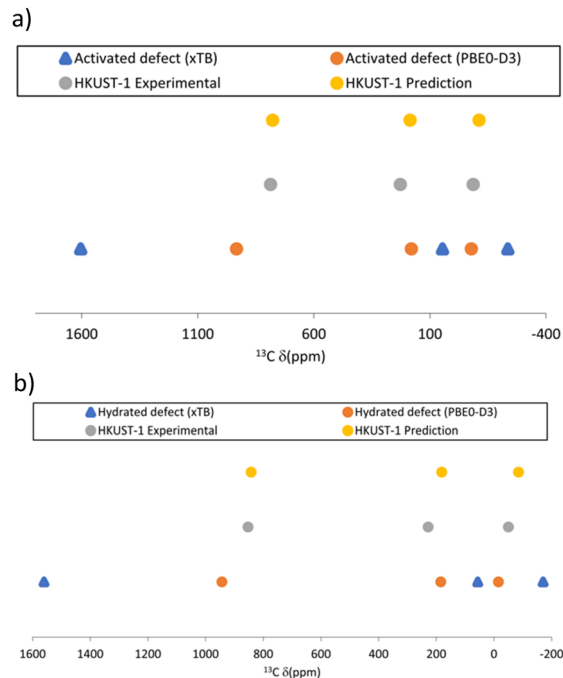 a)
Activated defect (xTB) Activated defect (PBE0-D3)
HKUST-1 Experimental HKUST-1 Prediction
1600 1100 600 100 -400
¹³C δ(ppm)
b)
Hydrated defect (xTB) Hydrated defect (PBE0-D3)
HKUST-1 Experimental HKUST-1 Prediction
1600 1400 1200 1000 800 600 400 200 0 -200
¹³C δ(ppm)